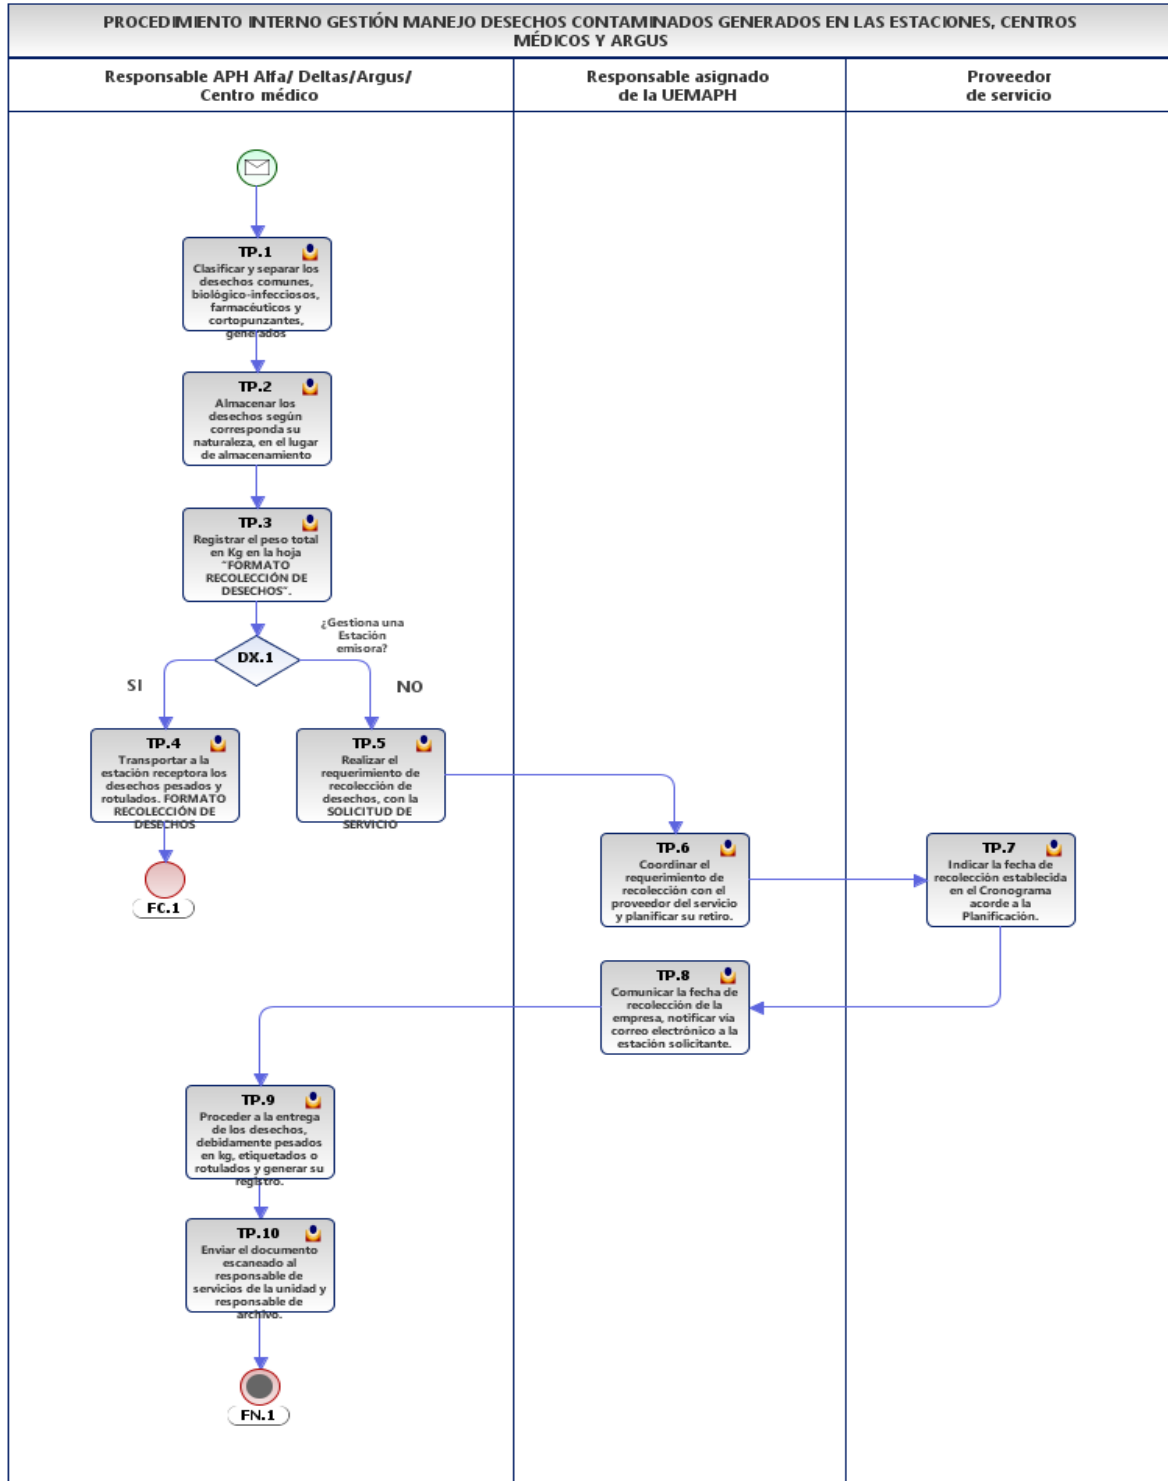 PROCEDIMIENTO INTERNO GESTIÓN MANEJO DESECHOS CONTAMINADOS GENERADOS EN LAS ESTACIONES, CENTROS
MÉDICOS Y ARGUS
Responsable APH Alfa/ Deltas/Argus/
Centro médico
Responsable asignado
de la UEMAPH
Proveedor
de servicio
TP.1
Clasificar y separar los
desechos comunes,
biológico-infecciosos,
farmacéuticos y
cortopunzantes,
generados
TP.2
Almacenar los
desechos según
corresponda su
naturaleza, en el lugar
de almacenamiento
TP.3
Registrar el peso total
en Kg en la hoja
"FORMATO
RECOLECCIÓN DE
DESECHOS".
¿Gestiona una
Estación
emisora?
DX.1
SI
NO
TP.4
Transportar a la
estación receptora los
desechos pesados y
rotulados. FORMATO
RECOLECCIÓN DE
DESECHOS
TP.5
Realizar el
requerimiento de
recolección de
desechos, con la
SOLICITUD DE
SERVICIO
FC.1
TP.6
Coordinar el
requerimiento de
recolección con el
proveedor del servicio
y planificar su retiro.
TP.7
Indicar la fecha de
recolección establecida
en el Cronograma
acorde a la
Planificación.
TP.8
Comunicar la fecha de
recolección de la
empresa, notificar vía
correo electrónico a la
estación solicitante.
TP.9
Proceder a la entrega
de los desechos,
debidamente pesados
en kg, etiquetados o
rotulados y generar su
registro.
TP.10
Enviar el documento
escaneado al
responsable de
servicios de la unidad y
responsable de
archivo.
FN.1